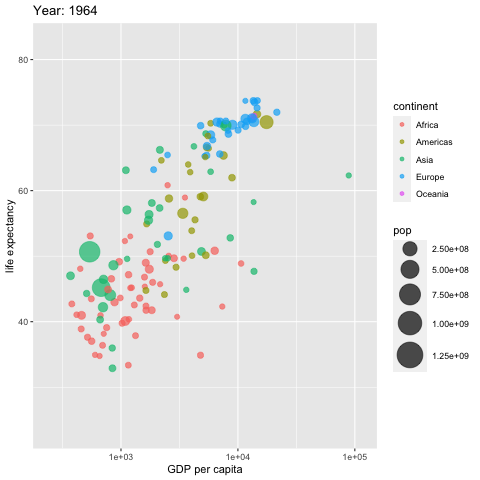 Year: 1964
80
60
40
life expectancy
1e+03
1e+04
1e+05
GDP per capita
continent
Africa
Americas
Asia
Europe
Oceania
pop
2.50e+08
5.00e+08
7.50e+08
1.00e+09
1.25e+09